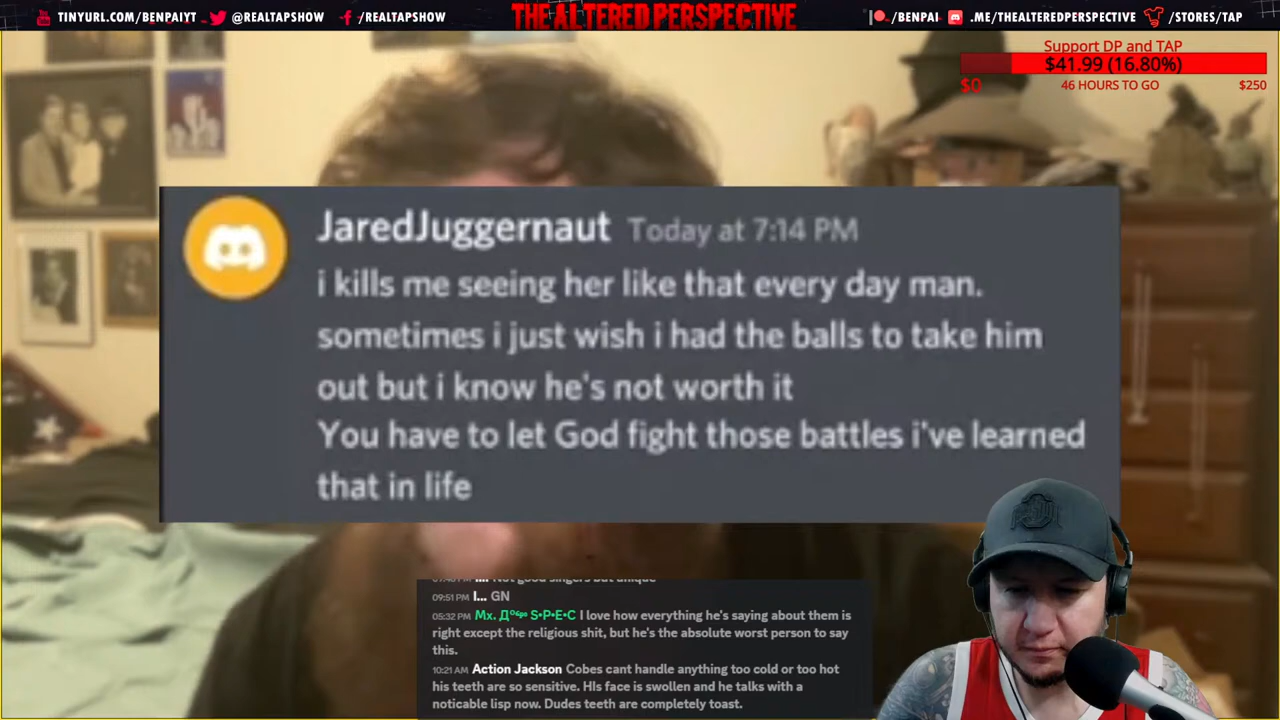 TINYURL.COM/BENPAIYT @REALTAPSHOW /REALTAPSHOW THE ALTERED PERSPECTIVE /BENPAI .ME/THEALTEREDPERSPECTIVE /STORES/TAP
Support DP and TAP
$41.99 (16.80%)
$0 46 HOURS TO GO $250
JaredJuggernaut Today at 7:14 PM
i kills me seeing her like that every day man.
sometimes i just wish i had the balls to take him
out but i know he's not worth it
You have to let God fight those battles i've learned
that in life
Not good singers but unique
09:51 PM I... GN
05:32 PM Mx. S•P•E•C I love how everything he's saying about them is
right except the religious shit, but he's the absolute worst person to say
this.
10:21 AM Action Jackson Cobes cant handle anything too cold or too hot
his teeth are so sensitive. HIs face is swollen and he talks with a
noticable lisp now. Dudes teeth are completely toast.